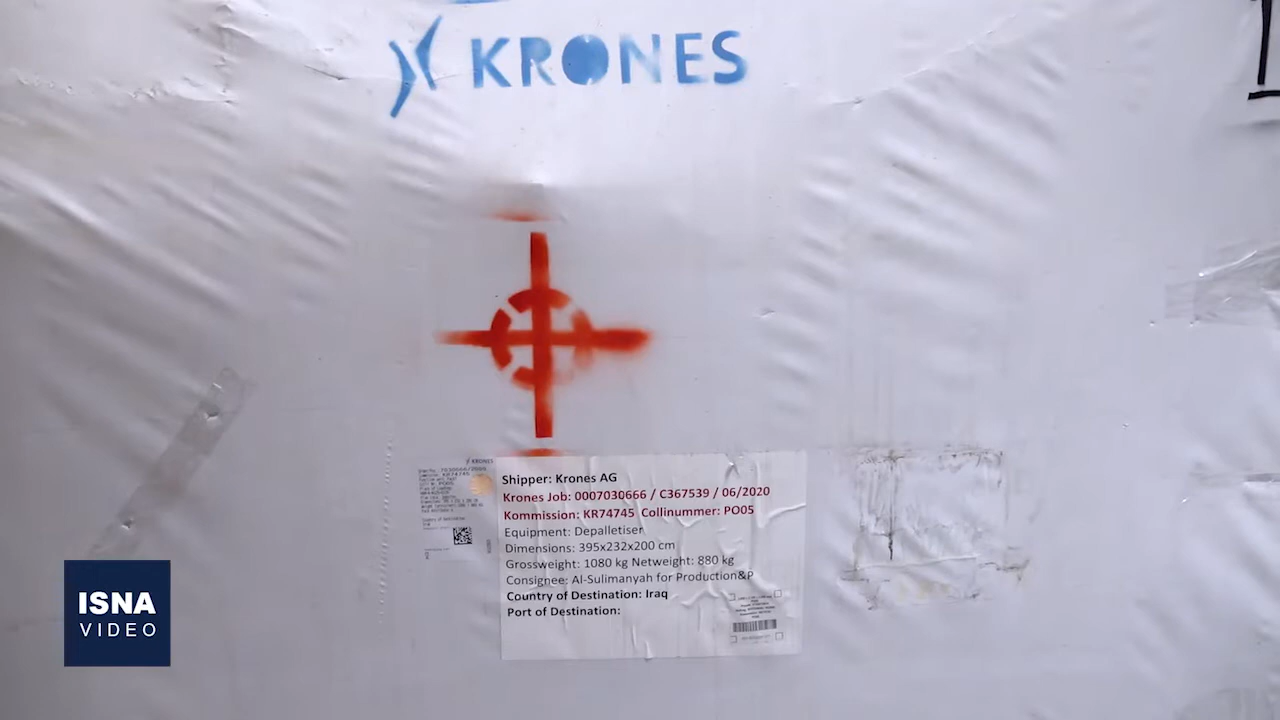 KRONES
KRONES
Shipper: Krones AG
Krones Job: 0007030666 / C367539 / 06/2020
Kommission: KR74745 Collinummer: PO05
Equipment: Depalletiser
Dimensions: 395x232x200 cm
Grossweight: 1080 kg Netweight: 880 kg
Consignee: Al-Sulimanyah for Production&P
Country of Destination: Iraq
Port of Destination:
ISNA
VIDEO